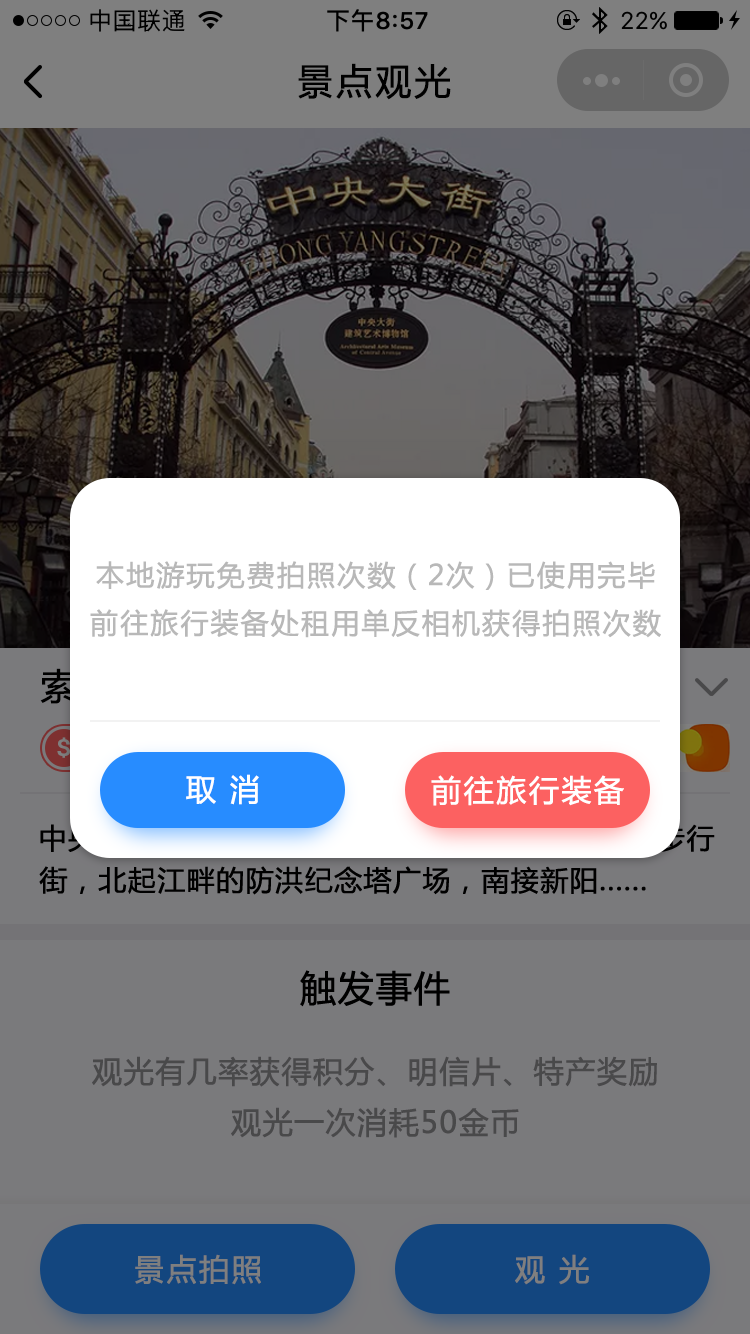 中国联通
下午8:57
22%
景点观光
中央大街
ZHONG YANG STREET
中央大街
建筑艺术博物馆
Architectural Arts Museum
of Central Avenue
本地游玩免费拍照次数（2次）已使用完毕
前往旅行装备处租用单反相机获得拍照次数
取 消
前往旅行装备
索
$
中央
步行
街，北起江畔的防洪纪念塔广场，南接新阳......
触发事件
观光有几率获得积分、明信片、特产奖励
观光一次消耗50金币
景点拍照
观 光